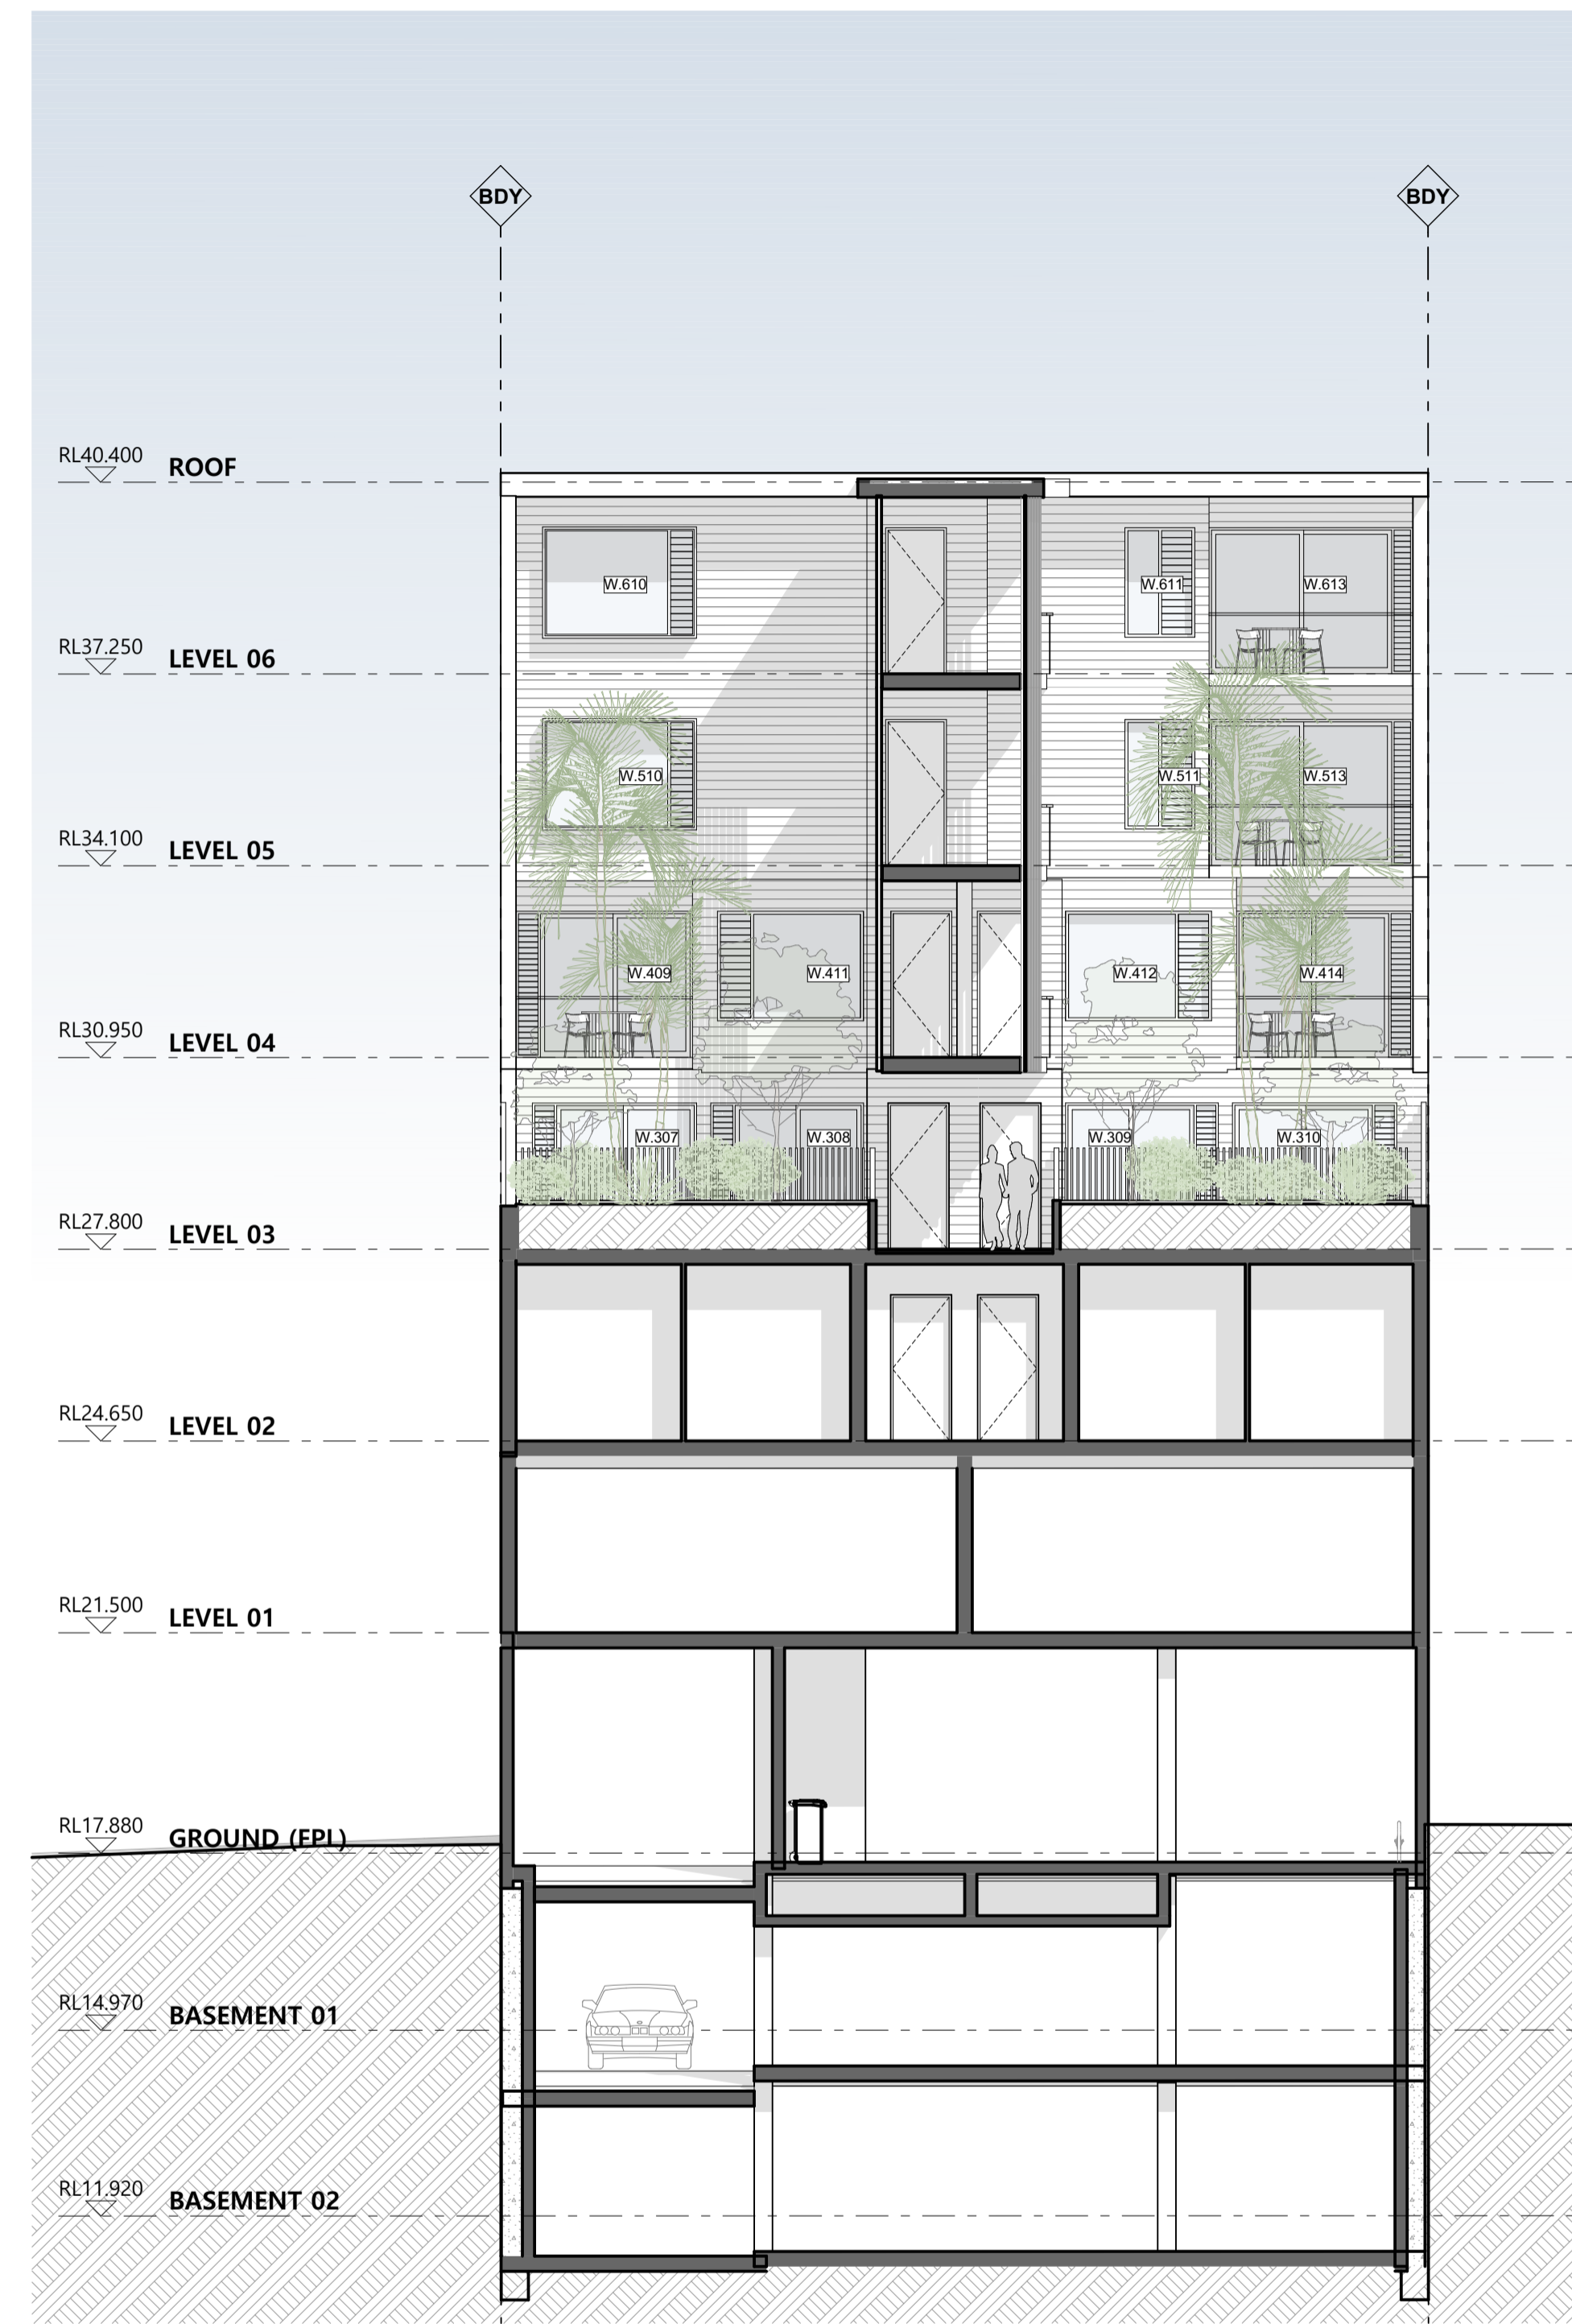 BDY BDY
RL40.400 ROOF
W.610 W.611 W.613
RL37.250 LEVEL 06
W.510 W.511 W.513
RL34.100 LEVEL 05
W.409 W.411 W.412 W.414
RL30.950 LEVEL 04
W.307 W.308 W.309 W.310
RL27.800 LEVEL 03
RL24.650 LEVEL 02
RL21.500 LEVEL 01
RL17.880 GROUND (FPL)
RL14.970 BASEMENT 01
RL11.920 BASEMENT 02